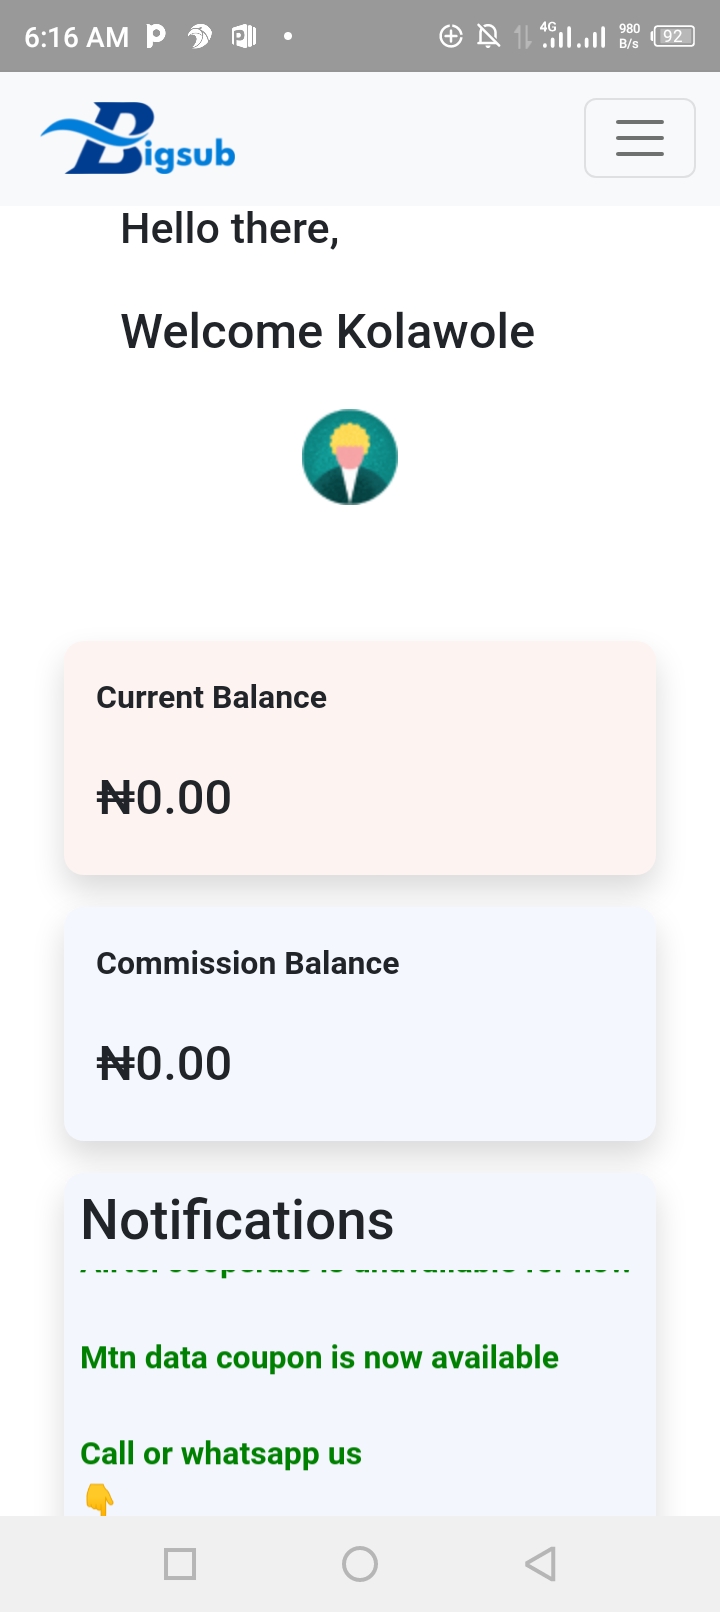 6:16 AM
4G
980
B/s
92
Bigsub
Hello there,
Welcome Kolawole
Current Balance
₦0.00
Commission Balance
₦0.00
Notifications
Mtn data coupon is now available
Call or whatsapp us
👇